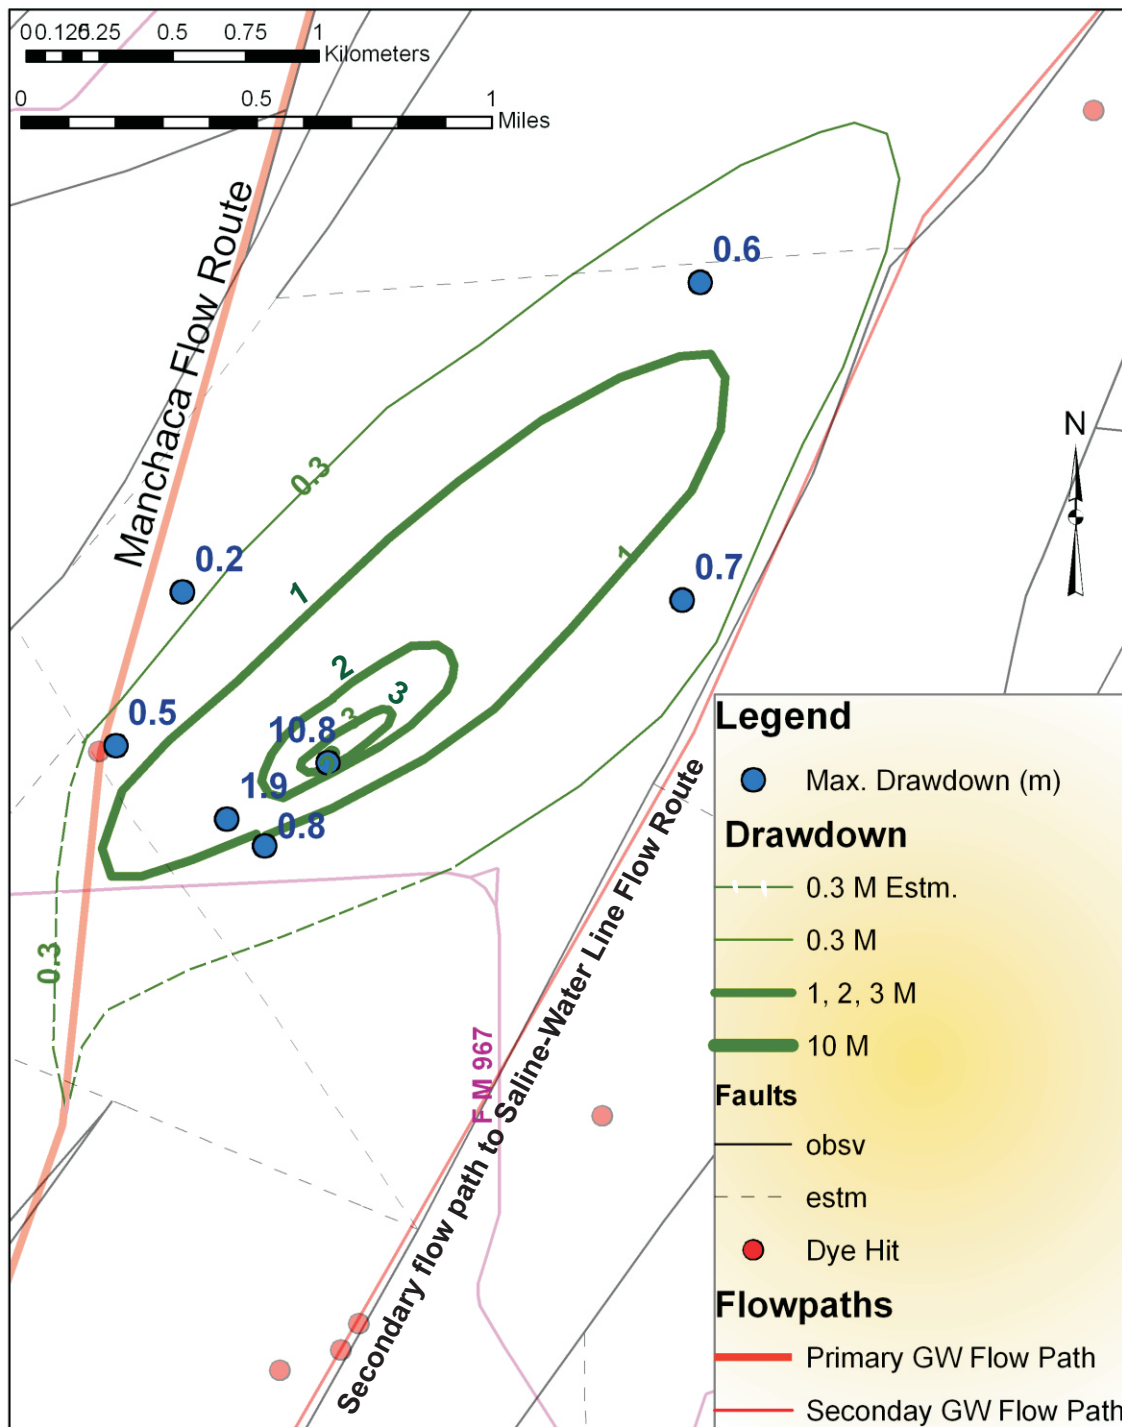 0 0.125 0.25 0.5 0.75 1
Kilometers
0 0.5 1
Miles
Manchaca Flow Route
0.6
N
0.3
0.2
1
1
0.7
2
3
3
0.5
10.8
1.9
0.8
0.3
F M 967
Secondary flow path to Saline-Water Line Flow Route
Legend
Max. Drawdown (m)
Drawdown
0.3 M Estm.
0.3 M
1, 2, 3 M
10 M
Faults
obsv
estm
Dye Hit
Flowpaths
Primary GW Flow Path
Seconday GW Flow Path